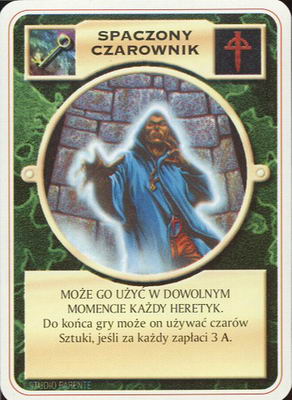 SPACZONY
CZAROWNIK
MOŻE GO UŻYĆ W DOWOLNYM
MOMENCIE KAŻDY HERETYK.
Do końca gry może on używać czarów
Sztuki, jeśli za każdy zapłaci 3 A.
STUDIO PARENTE